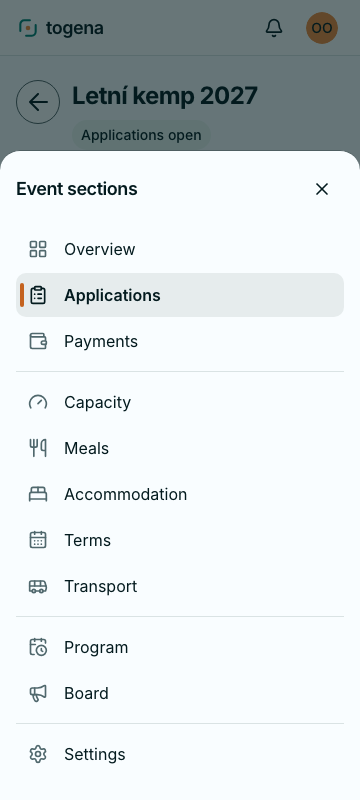 togena
OO
Letní kemp 2027
Applications open
Event sections
Overview
Applications
Payments
Capacity
Meals
Accommodation
Terms
Transport
Program
Board
Settings